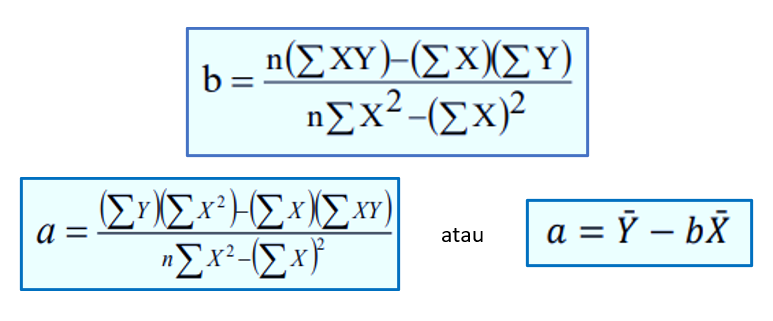 b = n(∑XY)–(∑X)(∑Y) / n∑X² –(∑X)²
a = (∑Y)(∑X²)–(∑X)(∑XY) / n∑X²–(∑X)² atau a = Ȳ − bX̄